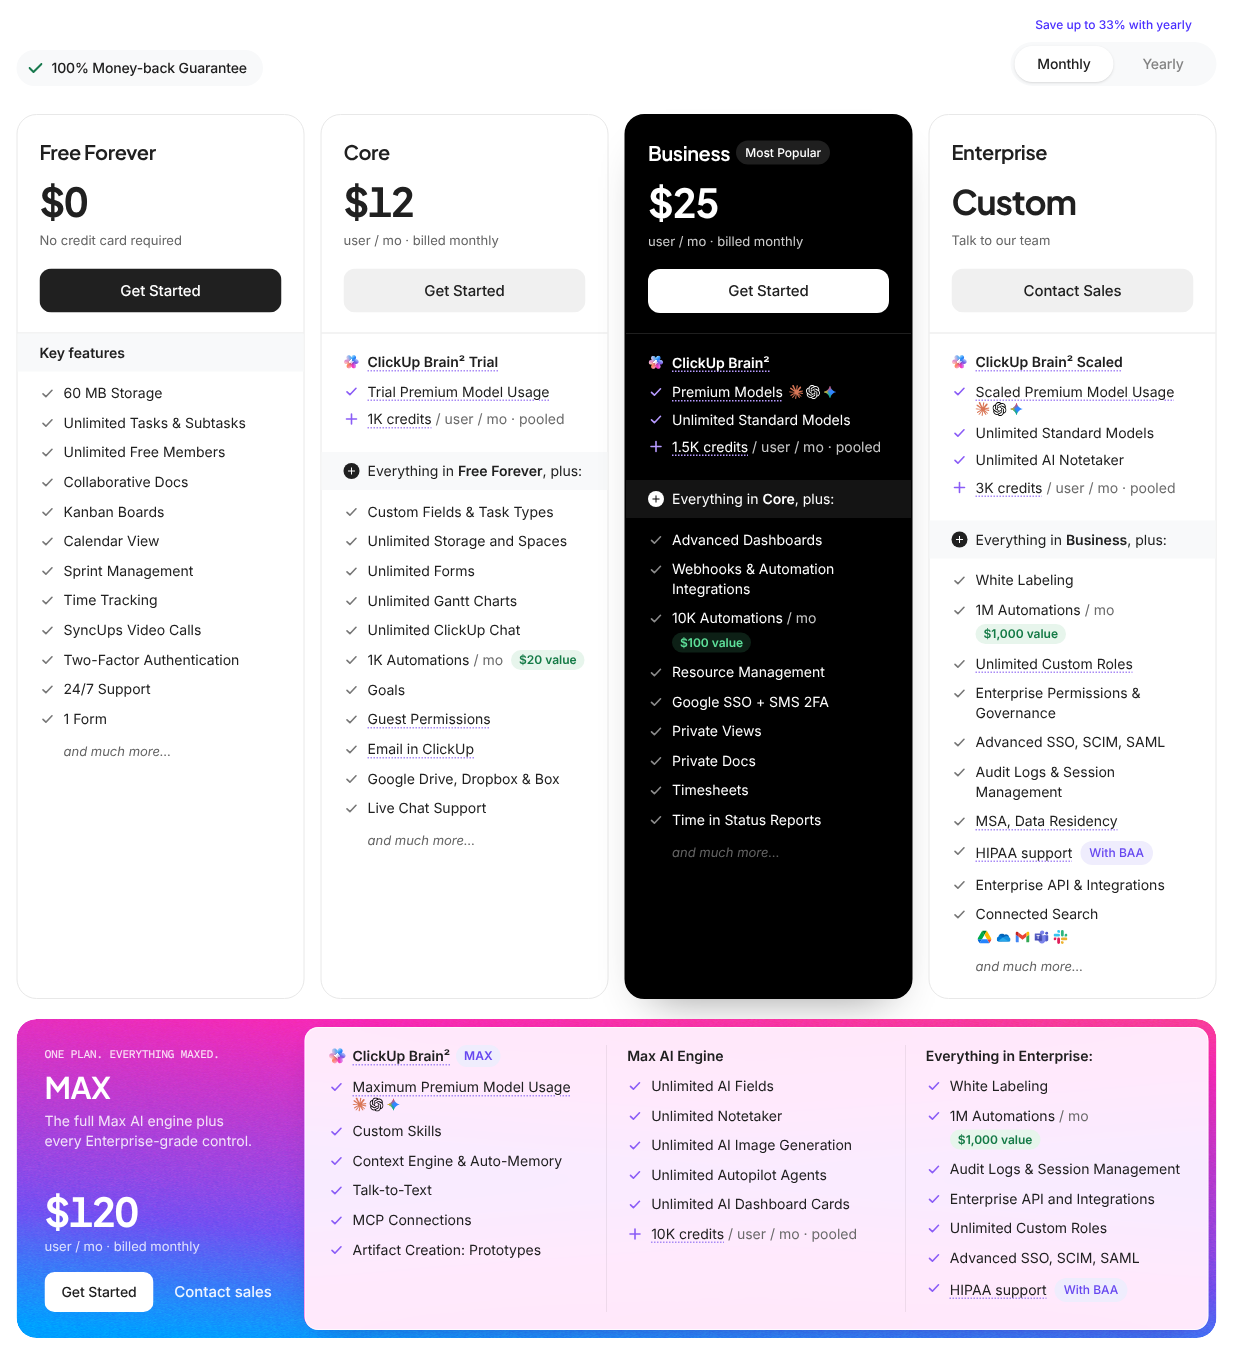 Save up to 33% with yearly
100% Money-back Guarantee
Monthly
Yearly
Free Forever
$0
No credit card required
Get Started
Key features
60 MB Storage
Unlimited Tasks & Subtasks
Unlimited Free Members
Collaborative Docs
Kanban Boards
Calendar View
Sprint Management
Time Tracking
SyncUps Video Calls
Two-Factor Authentication
24/7 Support
1 Form
and much more...
Core
$12
user / mo · billed monthly
Get Started
ClickUp Brain² Trial
Trial Premium Model Usage
1K credits / user / mo · pooled
Everything in Free Forever, plus:
Custom Fields & Task Types
Unlimited Storage and Spaces
Unlimited Forms
Unlimited Gantt Charts
Unlimited ClickUp Chat
1K Automations / mo $20 value
Goals
Guest Permissions
Email in ClickUp
Google Drive, Dropbox & Box
Live Chat Support
and much more...
Business Most Popular
$25
user / mo · billed monthly
Get Started
ClickUp Brain²
Premium Models
Unlimited Standard Models
1.5K credits / user / mo · pooled
Everything in Core, plus:
Advanced Dashboards
Webhooks & Automation
Integrations
10K Automations / mo
$100 value
Resource Management
Google SSO + SMS 2FA
Private Views
Private Docs
Timesheets
Time in Status Reports
and much more...
Enterprise
Custom
Talk to our team
Contact Sales
ClickUp Brain² Scaled
Scaled Premium Model Usage
Unlimited Standard Models
Unlimited AI Notetaker
3K credits / user / mo · pooled
Everything in Business, plus:
White Labeling
1M Automations / mo
$1,000 value
Unlimited Custom Roles
Enterprise Permissions &
Governance
Advanced SSO, SCIM, SAML
Audit Logs & Session
Management
MSA, Data Residency
HIPAA support With BAA
Enterprise API & Integrations
Connected Search
and much more...
ONE PLAN. EVERYTHING MAXED.
MAX
The full Max AI engine plus
every Enterprise-grade control.
$120
user / mo · billed monthly
Get Started
Contact sales
ClickUp Brain² MAX
Maximum Premium Model Usage
Custom Skills
Context Engine & Auto-Memory
Talk-to-Text
MCP Connections
Artifact Creation: Prototypes
Max AI Engine
Unlimited AI Fields
Unlimited Notetaker
Unlimited AI Image Generation
Unlimited Autopilot Agents
Unlimited AI Dashboard Cards
10K credits / user / mo · pooled
Everything in Enterprise:
White Labeling
1M Automations / mo
$1,000 value
Audit Logs & Session Management
Enterprise API and Integrations
Unlimited Custom Roles
Advanced SSO, SCIM, SAML
HIPAA support With BAA